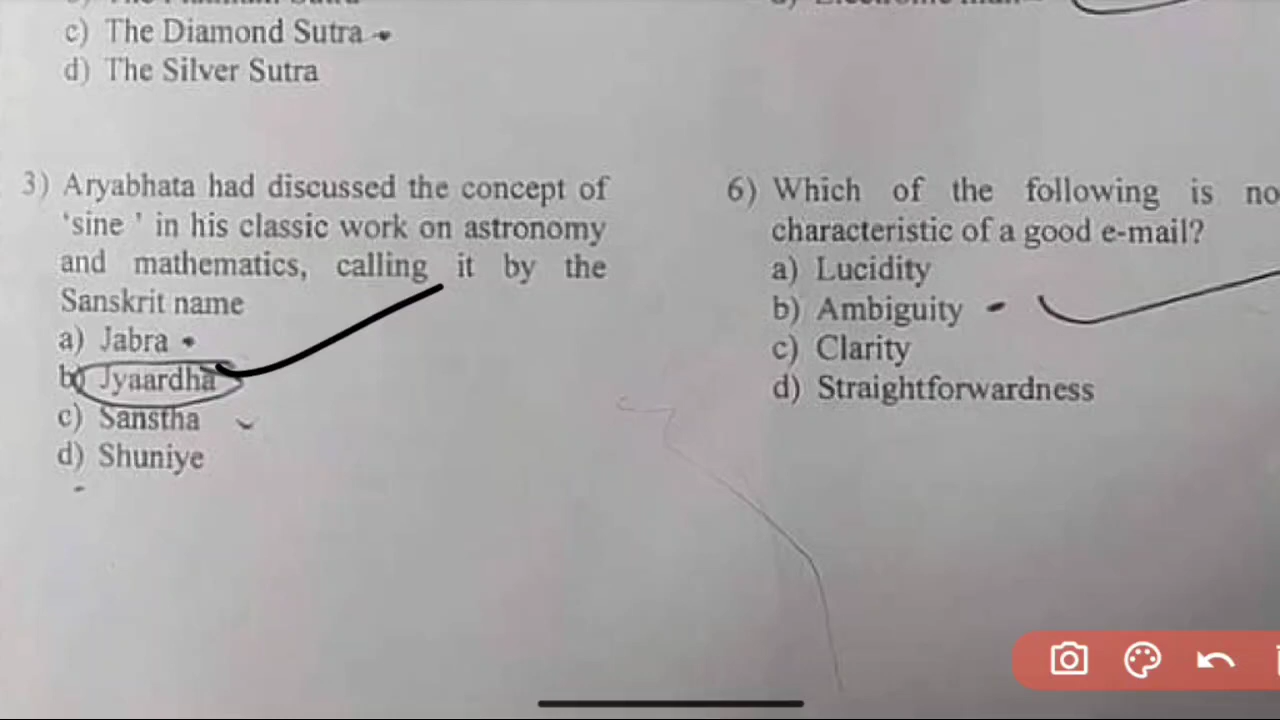 c) The Diamond Sutra
d) The Silver Sutra
3) Aryabhata had discussed the concept of
'sine ' in his classic work on astronomy
and mathematics, calling it by the
Sanskrit name
a) Jabra
b) Jyaardha
c) Sanstha
d) Shuniye
6) Which of the following is no
characteristic of a good e-mail?
a) Lucidity
b) Ambiguity
c) Clarity
d) Straightforwardness